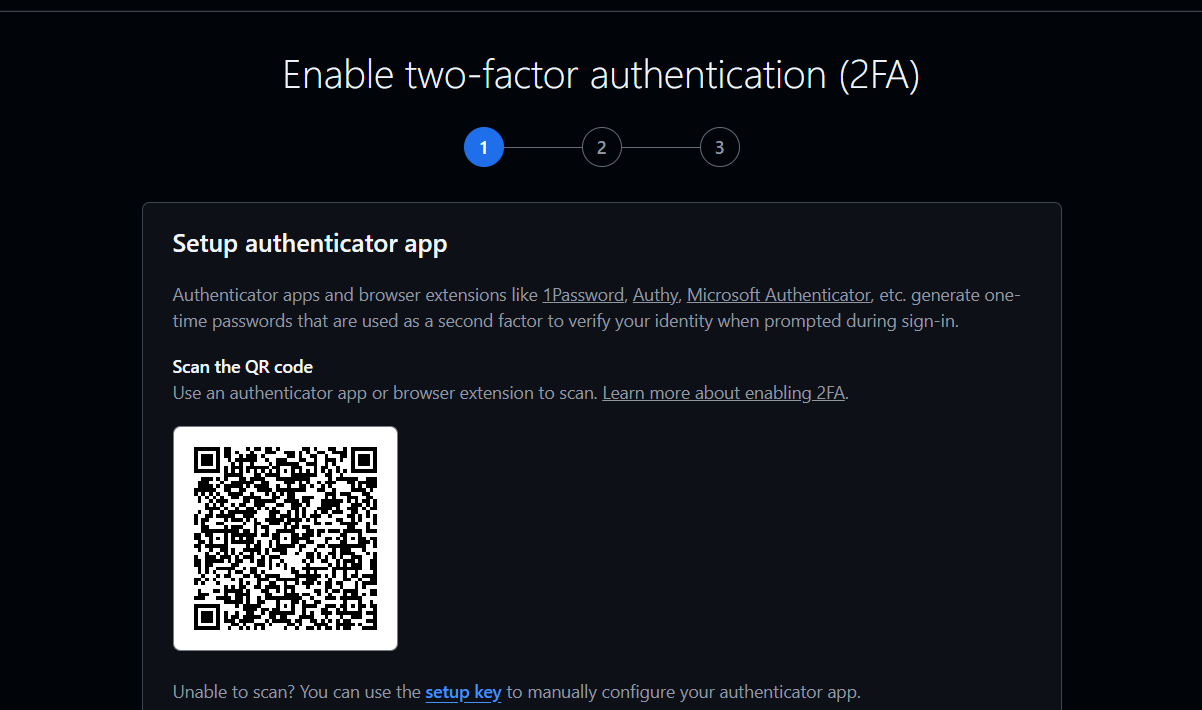 Enable two-factor authentication (2FA)
1
2
3
Setup authenticator app
Authenticator apps and browser extensions like 1Password, Authy, Microsoft Authenticator, etc. generate one-
time passwords that are used as a second factor to verify your identity when prompted during sign-in.
Scan the QR code
Use an authenticator app or browser extension to scan. Learn more about enabling 2FA.
Unable to scan? You can use the setup key to manually configure your authenticator app.